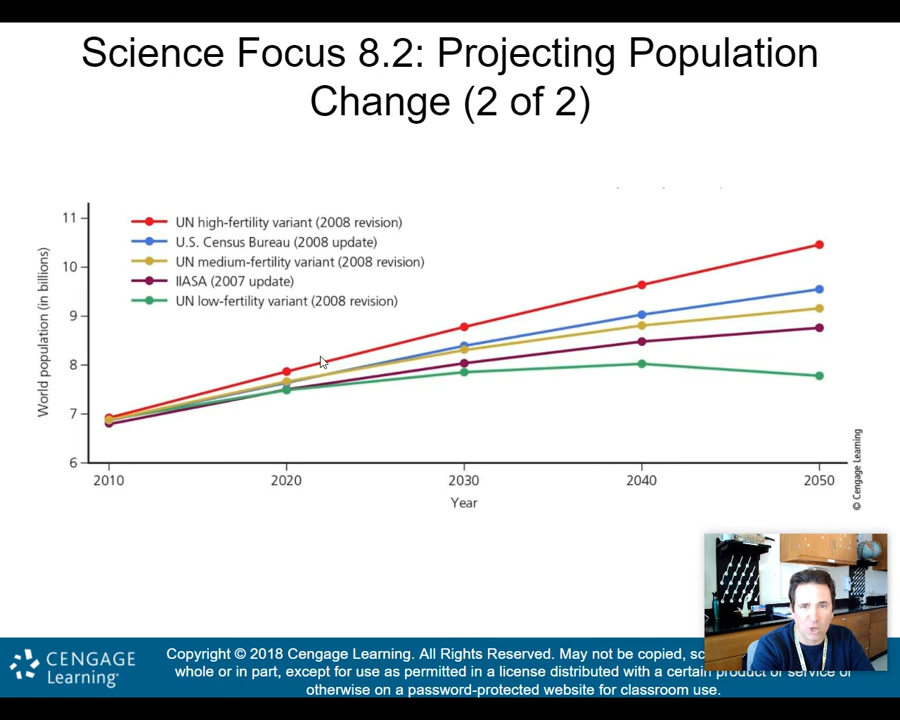 Science Focus 8.2: Projecting Population
Change (2 of 2)
11
10
9
8
7
6
World population (in billions)
UN high-fertility variant (2008 revision)
U.S. Census Bureau (2008 update)
UN medium-fertility variant (2008 revision)
IIASA (2007 update)
UN low-fertility variant (2008 revision)
2010 2020 2030 2040 2050
Year
© Cengage Learning
CENGAGE
Learning
Copyright © 2018 Cengage Learning. All Rights Reserved. May not be copied,
whole or in part, except for use as permitted in a license distributed with a certain product or service or
otherwise on a password-protected website for classroom use.